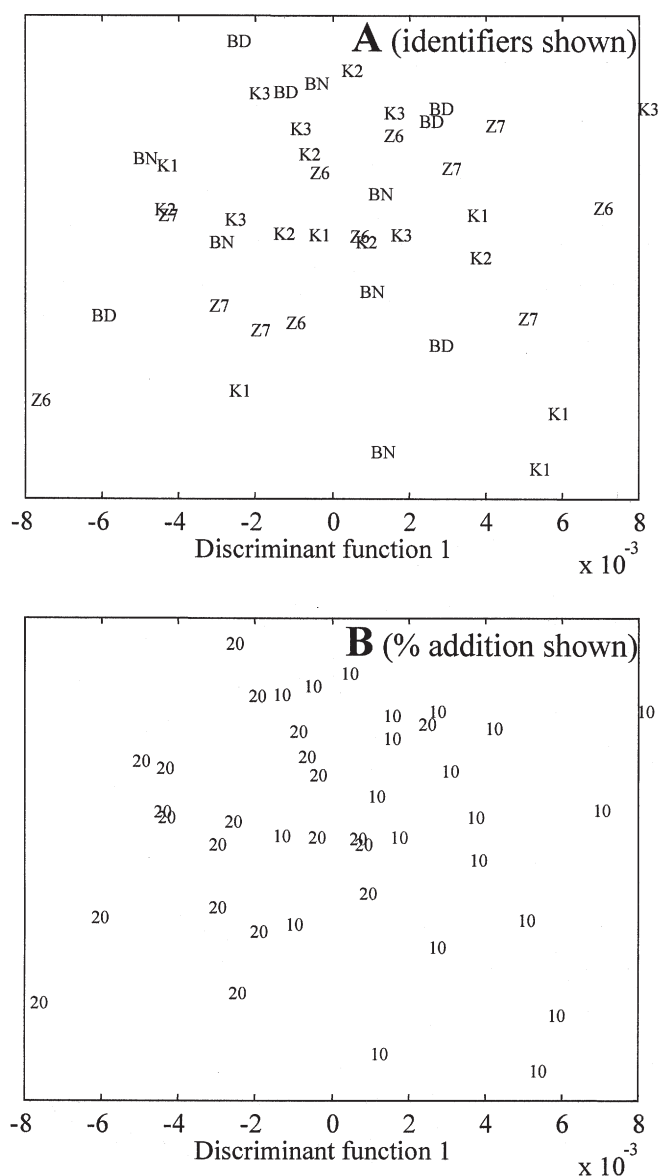 BD
A (identifiers shown)
K2
BN
K3 BD
K3 BD K3
BD
K3 Z7
Z6
BN K2
K1
Z6 Z7
BN
K2 Z6
Z7 K3 K1
K2 K1 Z6 K3
BN K2
K2
BN
Z7
BD Z6 Z7
Z7
BD
K1
Z6
K1
BN
K1
-8 -6 -4 -2 0 2 4 6 8
Discriminant function 1
x 10-3
20
B (% addition shown)
10
10
20 10
10 10 10
20
20 10
10
20 20
20 20 10
10
20 10
20 20 10
10 20 20 10
20 20
10
20
20
20 10 10
20
10
20
20
10
10
10
-8 -6 -4 -2 0 2 4 6 8
Discriminant function 1
x 10-3